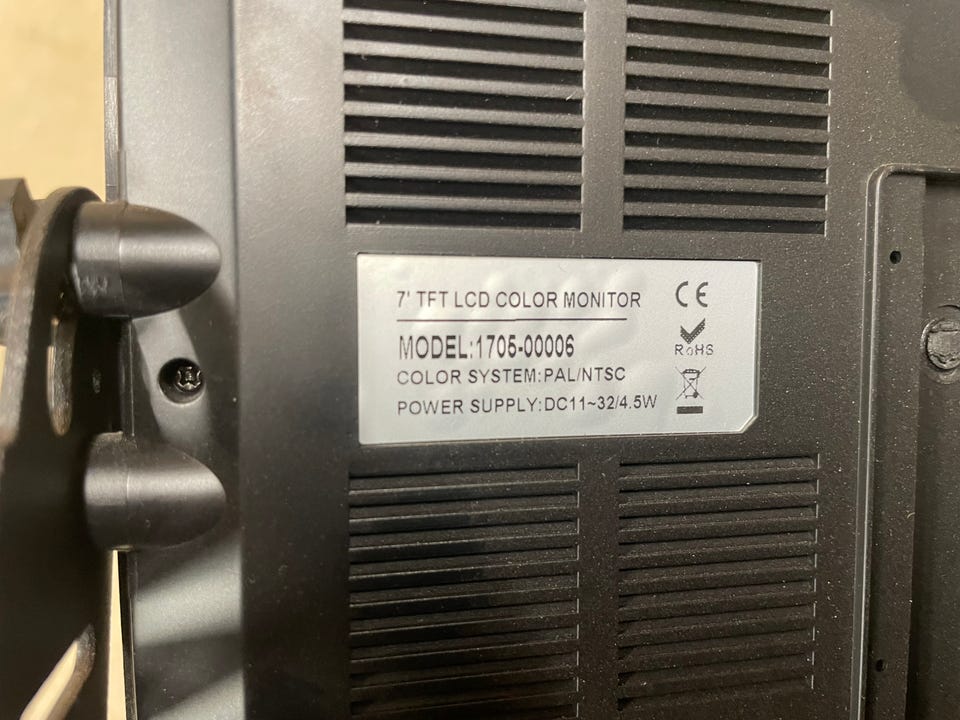 7' TFT LCD COLOR MONITOR
CE
MODEL:1705-00006
RoHS
COLOR SYSTEM:PAL/NTSC
POWER SUPPLY:DC11~32/4.5W